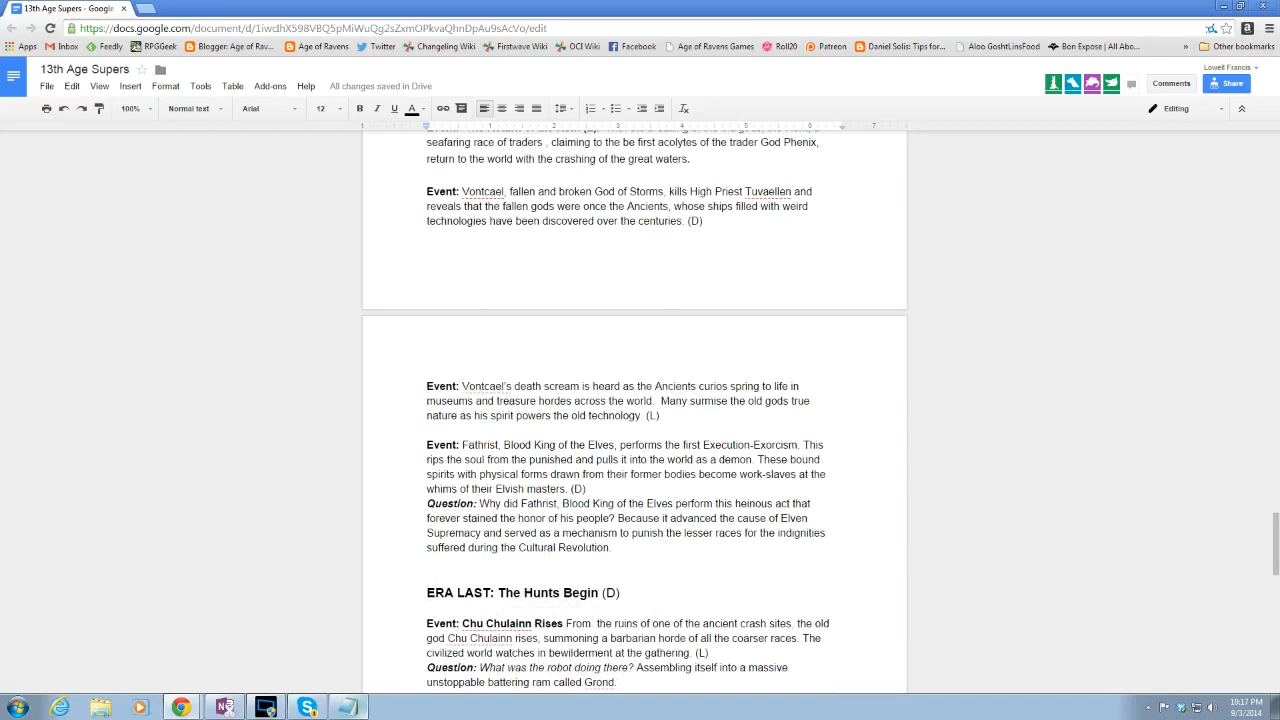 13th Age Supers - Google
https://docs.google.com/document/d/1iwcihX598VBQ5pMiWuQg2sZxmOPkvaQhnDpAu9sAcVo/edit
Apps Inbox Feedly RPGGeek Blogger: Age of Rav... Age of Ravens Twitter Changeling Wiki Firstwave Wiki OCI Wiki Facebook Age of Ravens Games Roll20 Patreon Daniel Solis: Tips for... Aloo GoshtLinsFood Bon Expose | All Abo... » Other bookmarks
Lowell Francis
13th Age Supers
File Edit View Insert Format Tools Table Add-ons Help All changes saved in Drive
Comments Share
100% Normal text Arial 12 B I U A Editing
1 1 2 3 4 5 6 7
seafaring race of traders , claiming to the be first acolytes of the trader God Phenix,
return to the world with the crashing of the great waters.
Event: Vontcael, fallen and broken God of Storms, kills High Priest Tuvaellen and
reveals that the fallen gods were once the Ancients, whose ships filled with weird
technologies have been discovered over the centuries. (D)
Event: Vontcael's death scream is heard as the Ancients curios spring to life in
museums and treasure hordes across the world. Many surmise the old gods true
nature as his spirit powers the old technology. (L)
Event: Fathrist, Blood King of the Elves, performs the first Execution-Exorcism. This
rips the soul from the punished and pulls it into the world as a demon. These bound
spirits with physical forms drawn from their former bodies become work-slaves at the
whims of their Elvish masters. (D)
Question: Why did Fathrist, Blood King of the Elves perform this heinous act that
forever stained the honor of his people? Because it advanced the cause of Elven
Supremacy and served as a mechanism to punish the lesser races for the indignities
suffered during the Cultural Revolution.
ERA LAST: The Hunts Begin (D)
Event: Chu Chulainn Rises From the ruins of one of the ancient crash sites, the old
god Chu Chulainn rises, summoning a barbarian horde of all the coarser races. The
civilized world watches in bewilderment at the gathering. (L)
Question: What was the robot doing there? Assembling itself into a massive
unstoppable battering ram called Grond.
10:17 PM
9/3/2014